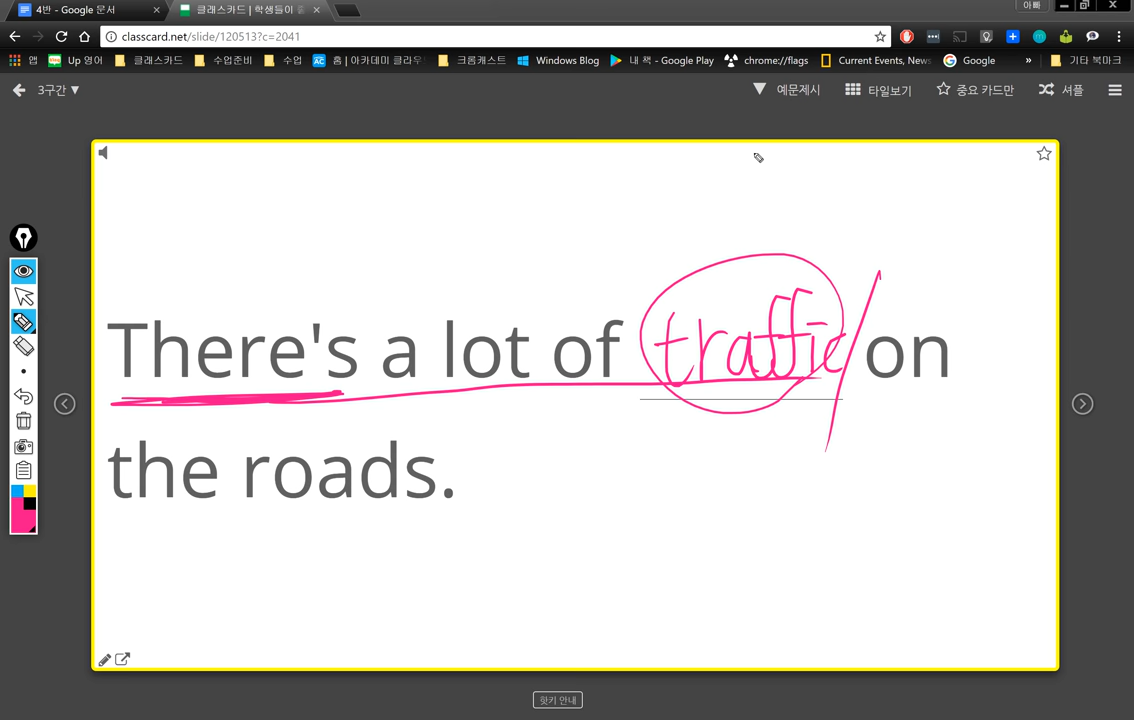 4반 - Google 문서
클래스카드 | 학생들이
아빠
classcard.net/slide/120513?c=2041
앱 Up 영어 클래스카드 수업준비 수업 AC 홈 | 아카데미 클라우 크롬캐스트 Windows Blog 내 책 - Google Play chrome://flags Current Events, News Google » 기타 북마크
3구간 ▼ ▼ 예문제시 타일보기 중요 카드만 셔플
There's a lot of traffic on
the roads.
핫키 안내